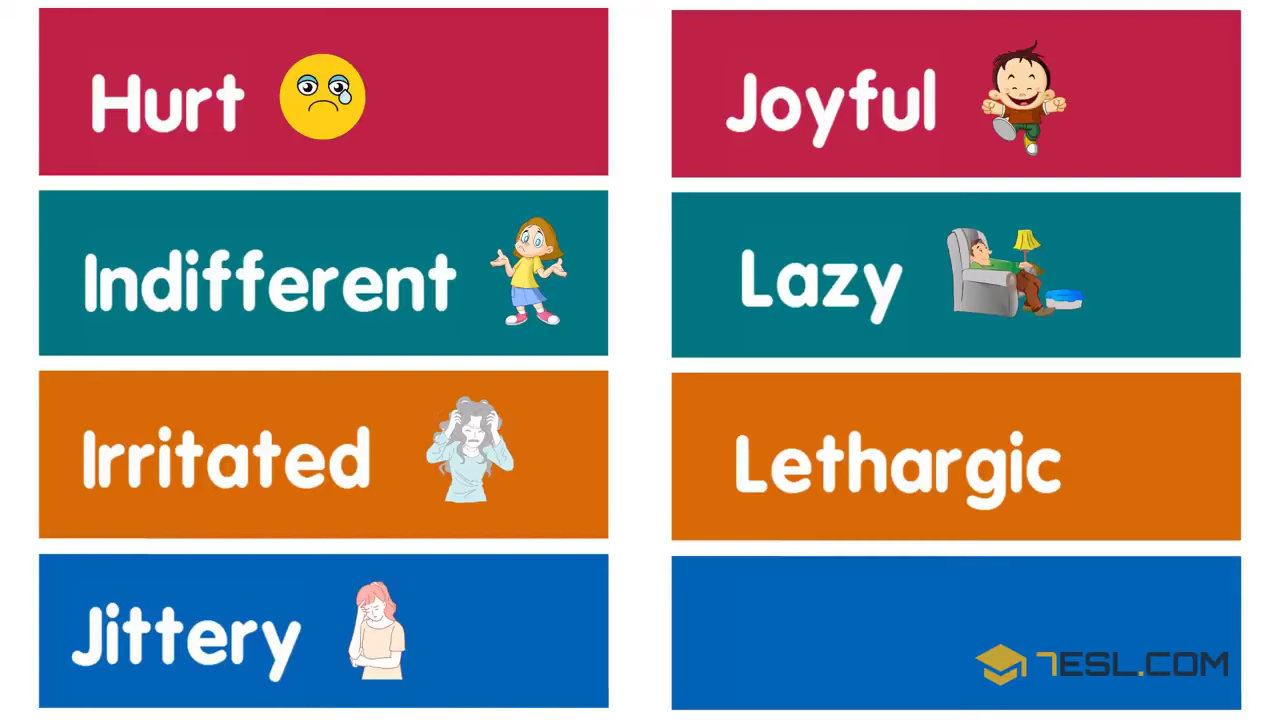 Hurt
Indifferent
Irritated
Jittery
Joyful
Lazy
Lethargic
7ESL.COM